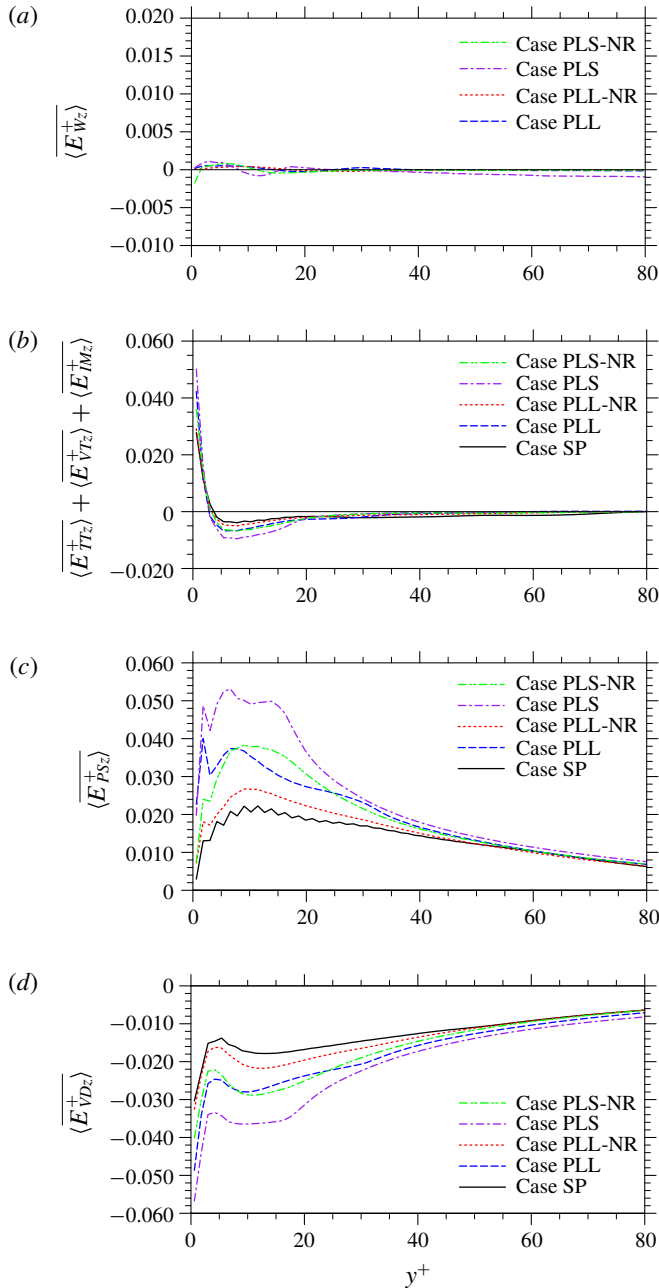 (a)
0.020
0.015
0.010
0.005
0
−0.005
−0.010
0 20 40 60 80
⟨E⁺Wz⟩
Case PLS-NR
Case PLS
Case PLL-NR
Case PLL
(b)
0.060
0.040
0.020
0
−0.020
0 20 40 60 80
⟨E⁺TTz⟩ + ⟨E⁺VTz⟩ + ⟨E⁺IMz⟩
Case PLS-NR
Case PLS
Case PLL-NR
Case PLL
Case SP
(c)
0.060
0.050
0.040
0.030
0.020
0.010
0
0 20 40 60 80
⟨E⁺PSz⟩
Case PLS-NR
Case PLS
Case PLL-NR
Case PLL
Case SP
(d)
0
−0.010
−0.020
−0.030
−0.040
−0.050
−0.060
0 20 40 60 80
⟨E⁺VDz⟩
Case PLS-NR
Case PLS
Case PLL-NR
Case PLL
Case SP
y⁺